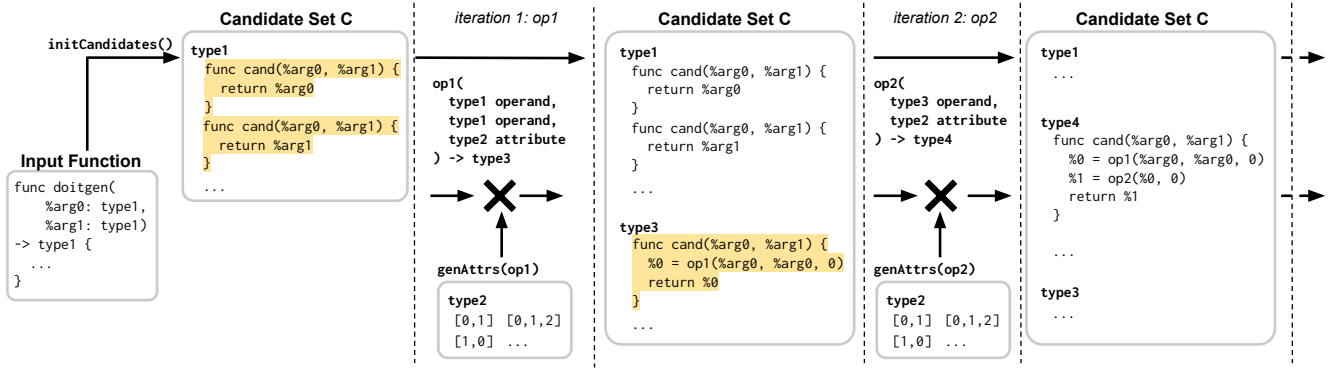 Input Function
func doitgen(
%arg0: type1,
%arg1: type1)
-> type1 {
...
}
initCandidates()
Candidate Set C
type1
func cand(%arg0, %arg1) {
return %arg0
}
func cand(%arg0, %arg1) {
return %arg1
}
...
iteration 1: op1
op1(
type1 operand,
type1 operand,
type2 attribute
) -> type3
genAttrs(op1)
type2
[0,1] [0,1,2]
[1,0] ...
Candidate Set C
type1
func cand(%arg0, %arg1) {
return %arg0
}
func cand(%arg0, %arg1) {
return %arg1
}
...
type3
func cand(%arg0, %arg1) {
%0 = op1(%arg0, %arg0, 0)
return %0
}
...
iteration 2: op2
op2(
type3 operand,
type2 attribute
) -> type4
genAttrs(op2)
type2
[0,1] [0,1,2]
[1,0] ...
Candidate Set C
type1
...
type4
func cand(%arg0, %arg1) {
%0 = op1(%arg0, %arg0, 0)
%1 = op2(%0, 0)
return %1
}
...
type3
...